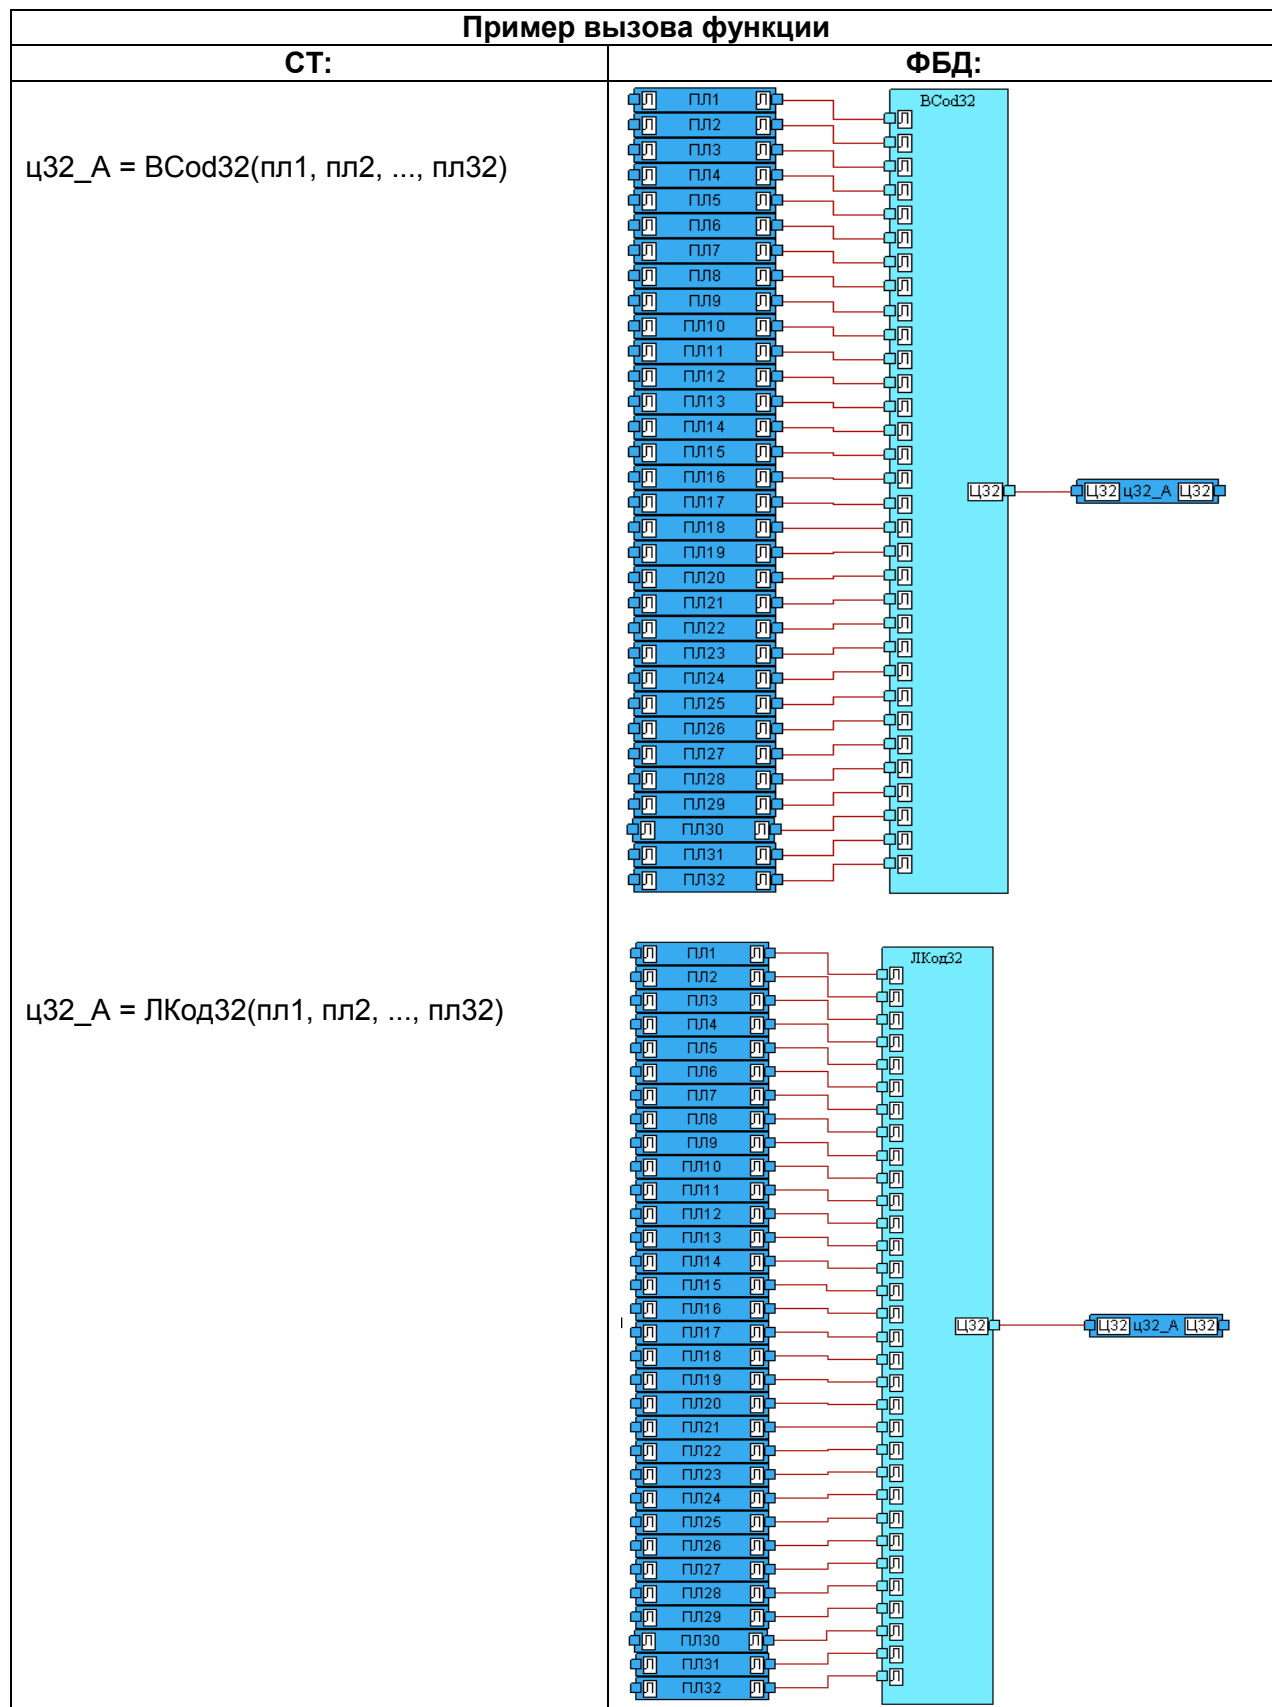 Пример вызова функции
СТ:
ФБД:
ц32_А = BCod32(пл1, пл2, ..., пл32)
BCod32
Л ПЛ1 Л Л
Л ПЛ2 Л Л
Л ПЛ3 Л Л
Л ПЛ4 Л Л
Л ПЛ5 Л Л
Л ПЛ6 Л Л
Л ПЛ7 Л Л
Л ПЛ8 Л Л
Л ПЛ9 Л Л
Л ПЛ10 Л Л
Л ПЛ11 Л Л
Л ПЛ12 Л Л
Л ПЛ13 Л Л
Л ПЛ14 Л Л
Л ПЛ15 Л Л
Л ПЛ16 Л Л
Ц32 Ц32 ц32_А Ц32
Л ПЛ17 Л Л
Л ПЛ18 Л Л
Л ПЛ19 Л Л
Л ПЛ20 Л Л
Л ПЛ21 Л Л
Л ПЛ22 Л Л
Л ПЛ23 Л Л
Л ПЛ24 Л Л
Л ПЛ25 Л Л
Л ПЛ26 Л Л
Л ПЛ27 Л Л
Л ПЛ28 Л Л
Л ПЛ29 Л Л
Л ПЛ30 Л Л
Л ПЛ31 Л Л
Л ПЛ32 Л Л
ц32_А = ЛКод32(пл1, пл2, ..., пл32)
ЛКод32
Л ПЛ1 Л Л
Л ПЛ2 Л Л
Л ПЛ3 Л Л
Л ПЛ4 Л Л
Л ПЛ5 Л Л
Л ПЛ6 Л Л
Л ПЛ7 Л Л
Л ПЛ8 Л Л
Л ПЛ9 Л Л
Л ПЛ10 Л Л
Л ПЛ11 Л Л
Л ПЛ12 Л Л
Л ПЛ13 Л Л
Л ПЛ14 Л Л
Л ПЛ15 Л Л
Л ПЛ16 Л Л
Ц32 Ц32 ц32_А Ц32
Л ПЛ17 Л Л
Л ПЛ18 Л Л
Л ПЛ19 Л Л
Л ПЛ20 Л Л
Л ПЛ21 Л Л
Л ПЛ22 Л Л
Л ПЛ23 Л Л
Л ПЛ24 Л Л
Л ПЛ25 Л Л
Л ПЛ26 Л Л
Л ПЛ27 Л Л
Л ПЛ28 Л Л
Л ПЛ29 Л Л
Л ПЛ30 Л Л
Л ПЛ31 Л Л
Л ПЛ32 Л Л